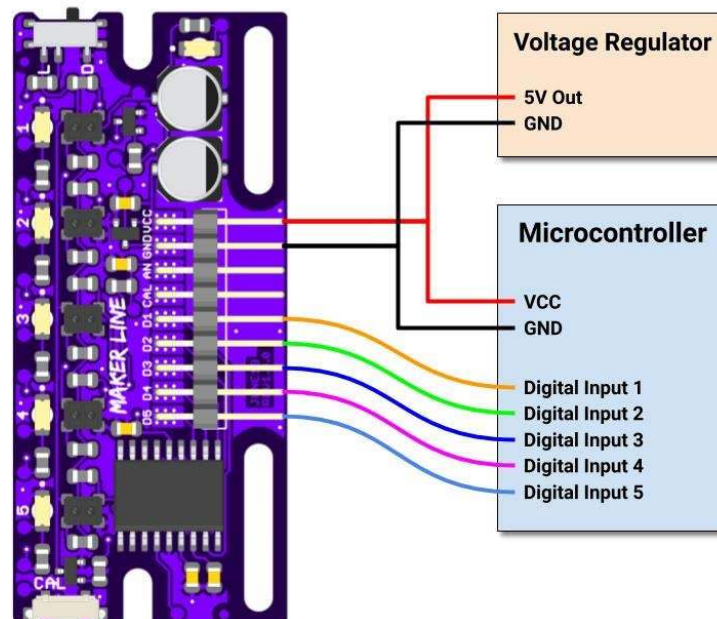 L D
1
2
3
4
5
CAL
MAKER LINE
VCC
GND
AN
CAL
D1
D2
D3
D4
D5
Voltage Regulator
5V Out
GND
Microcontroller
VCC
GND
Digital Input 1
Digital Input 2
Digital Input 3
Digital Input 4
Digital Input 5